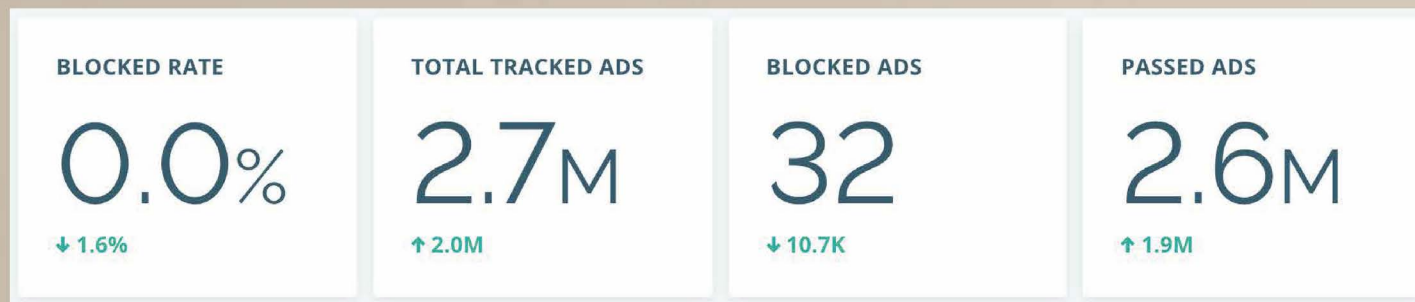 BLOCKED RATE
0.0%
↓ 1.6%
TOTAL TRACKED ADS
2.7M
↑ 2.0M
BLOCKED ADS
32
↓ 10.7K
PASSED ADS
2.6M
↑ 1.9M